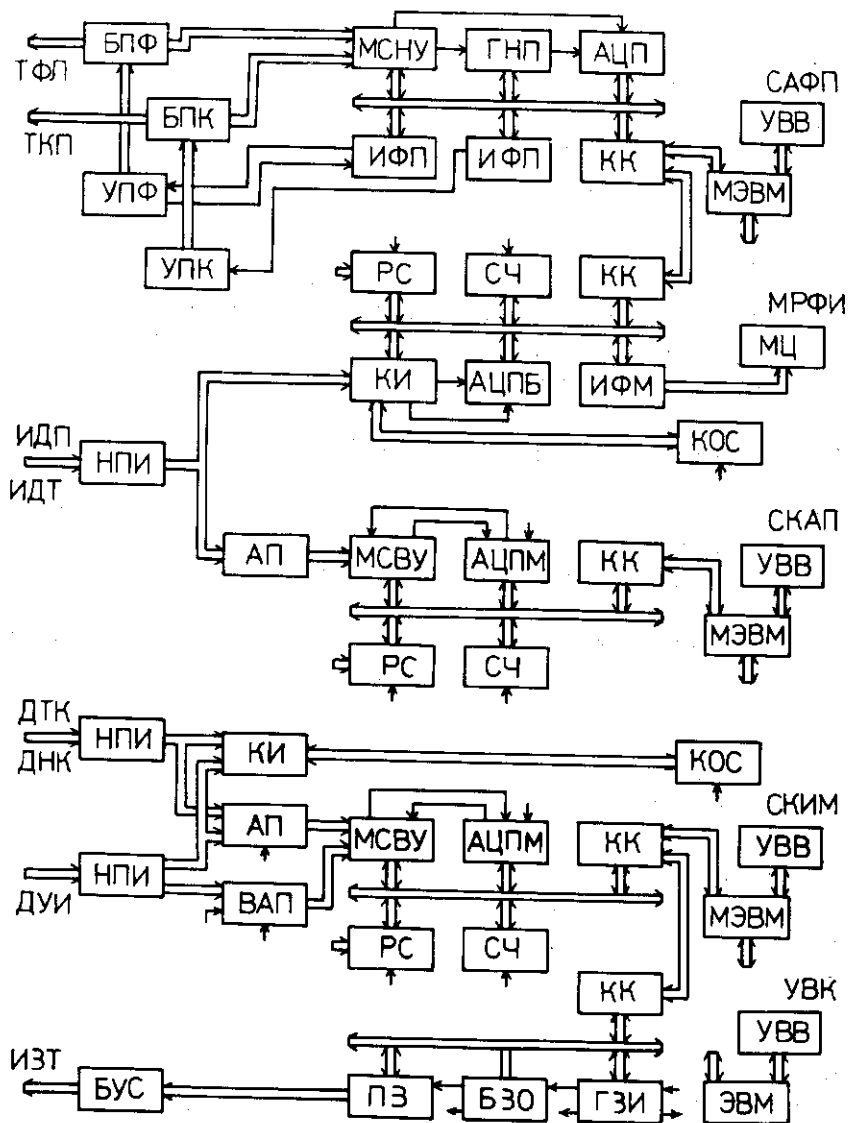 БПФ МСНУ ГНП АЦП
ТФП САФП
ТКП БПК УВВ
УПФ ИФП ИФП КК МЭВМ
УПК РС СЧ КК
МРФИ
КИ АЦПБ ИФМ МЦ
ИДП НПИ КОС
ИДТ
АП МСВУ АЦПМ КК СКАП
УВВ
РС СЧ МЭВМ
ДТК НПИ КИ КОС
ДНК
АП МСВУ АЦПМ КК СКИМ
УВВ
ДУИ НПИ ВАП МЭВМ
РС СЧ
КК УВК
УВВ
ИЗТ БУС ПЗ БЗО ГЗИ ЭВМ